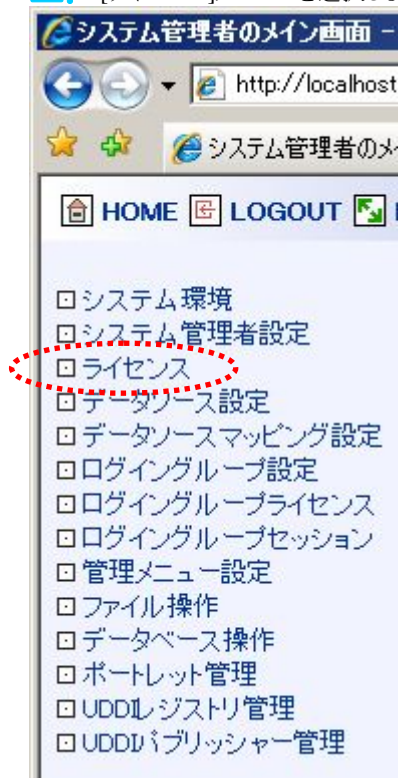 システム管理者のメイン画面 -
http://localhost
システム管理者のメ
HOME LOGOUT
システム環境
システム管理者設定
ライセンス
データソース設定
データソースマッピング設定
ログイングループ設定
ログイングループライセンス
ログイングループセッション
管理メニュー設定
ファイル操作
データベース操作
ポートレット管理
UDDIレジストリ管理
UDDIパブリッシャー管理